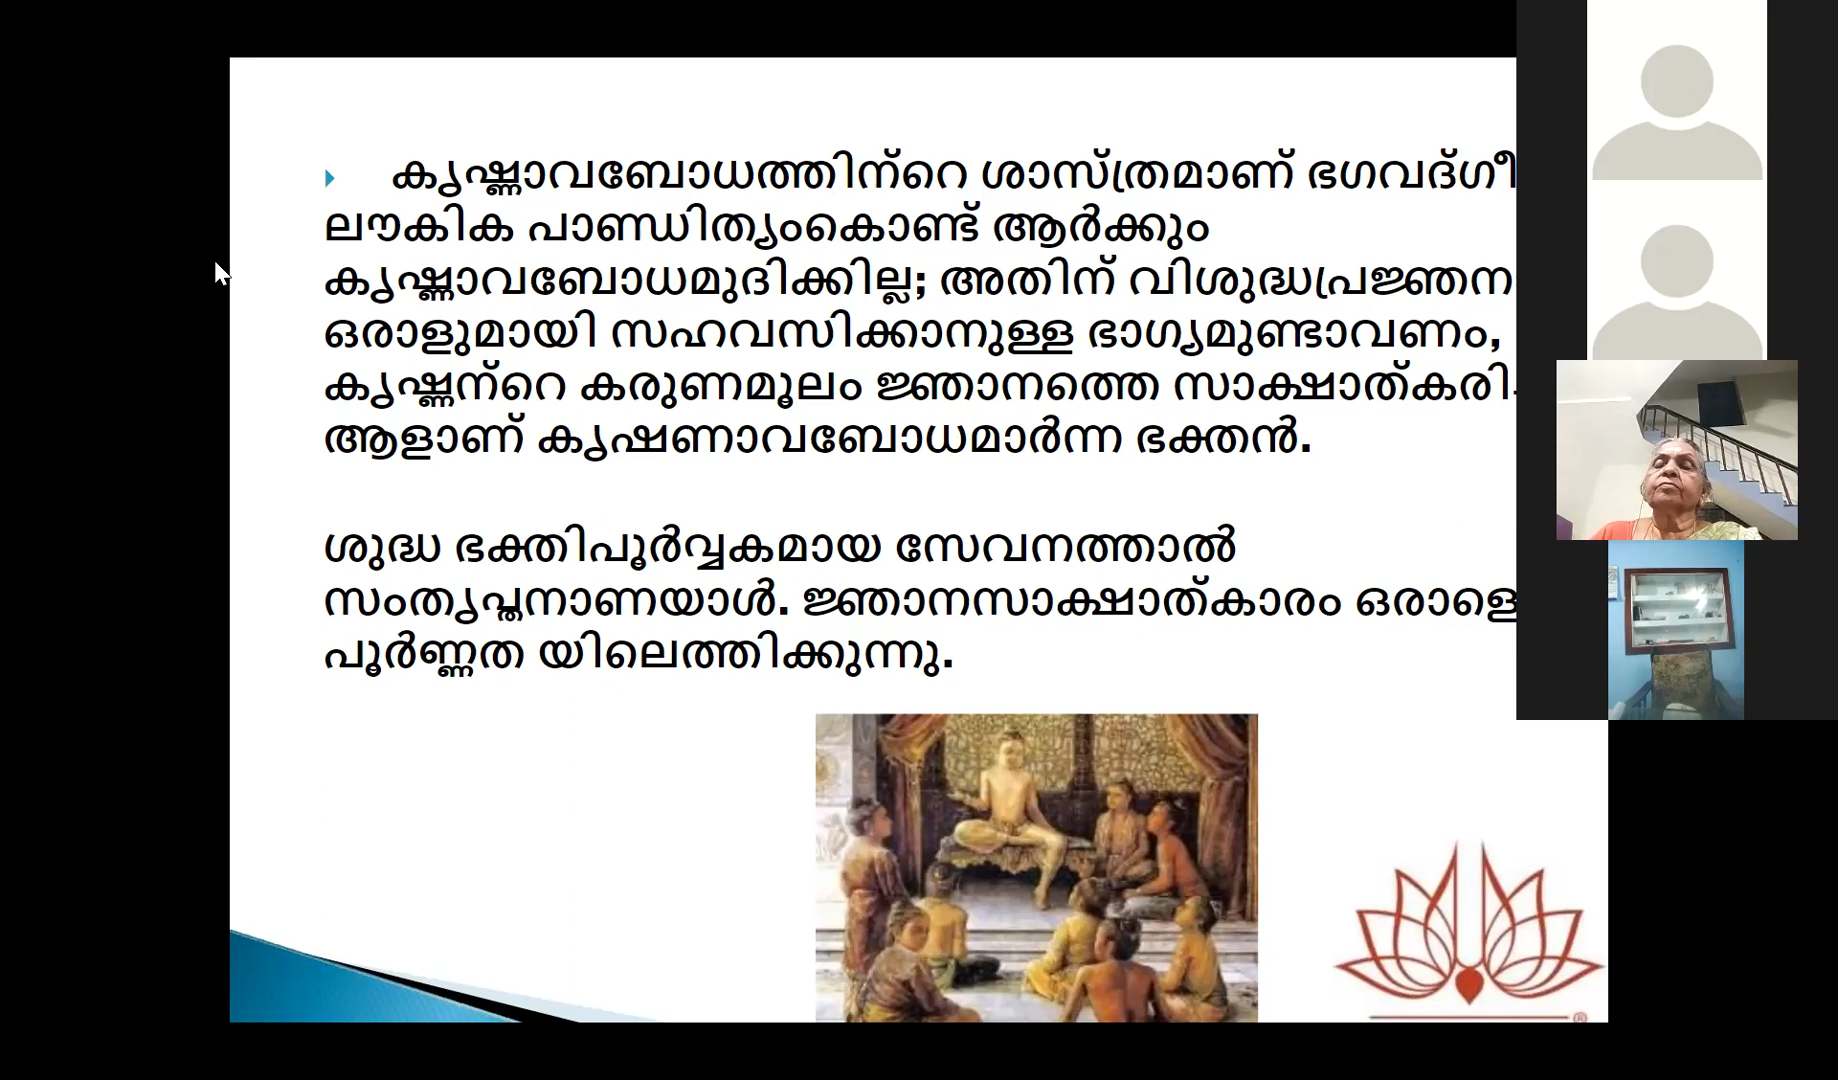 കൃഷ്ണാവബോധത്തിന്റെ ശാസ്ത്രമാണ് ഭഗവദ്ഗീ
ലൗകിക പാണ്ഡിത്യംകൊണ്ട് ആർക്കും
കൃഷ്ണാവബോധമുദിക്കില്ല; അതിന് വിശുദ്ധപ്രജ്ഞന
ഒരാളുമായി സഹവസിക്കാനുള്ള ഭാഗ്യമുണ്ടാവണം,
കൃഷ്ണന്റെ കരുണമൂലം ജ്ഞാനത്തെ സാക്ഷാത്കരി
ആളാണ് കൃഷണാവബോധമാർന്ന ഭക്തൻ.
ശുദ്ധ ഭക്തിപൂർവ്വകമായ സേവനത്താൽ
സംതൃപ്തനാണയാൾ. ജ്ഞാനസാക്ഷാത്കാരം ഒരാളെ
പൂർണ്ണത യിലെത്തിക്കുന്നു.
®